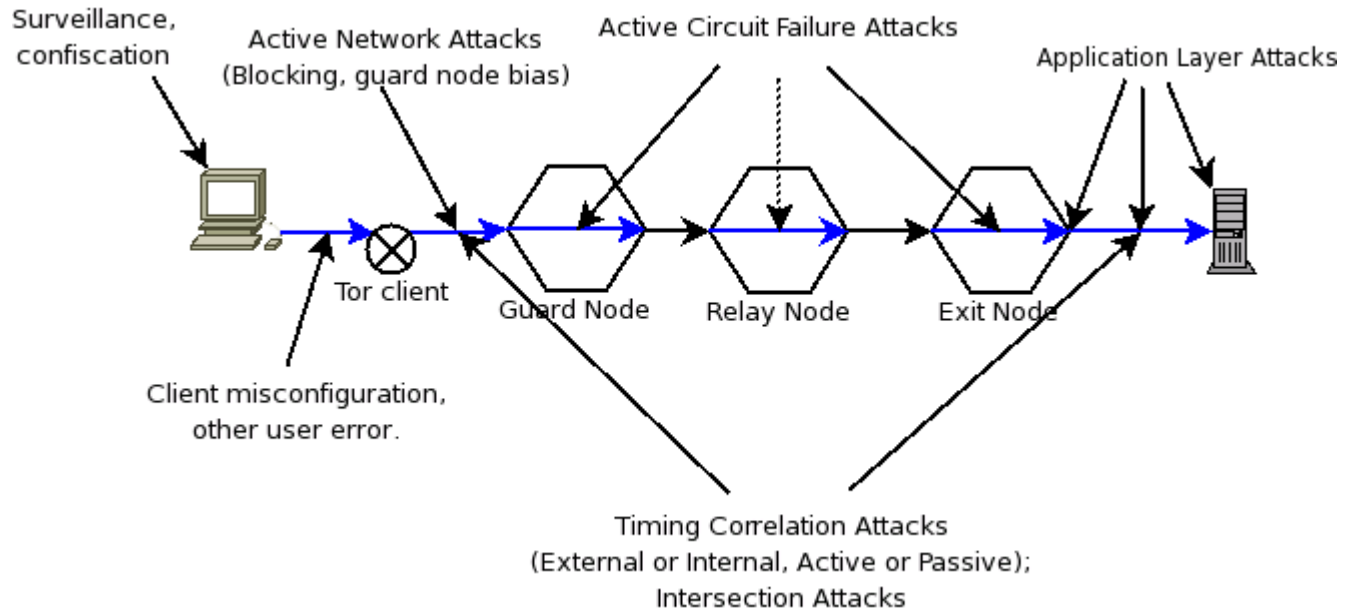 Surveillance,
confiscation
Active Network Attacks
(Blocking, guard node bias)
Active Circuit Failure Attacks
Application Layer Attacks
Tor client
Guard Node
Relay Node
Exit Node
Client misconfiguration,
other user error.
Timing Correlation Attacks
(External or Internal, Active or Passive);
Intersection Attacks